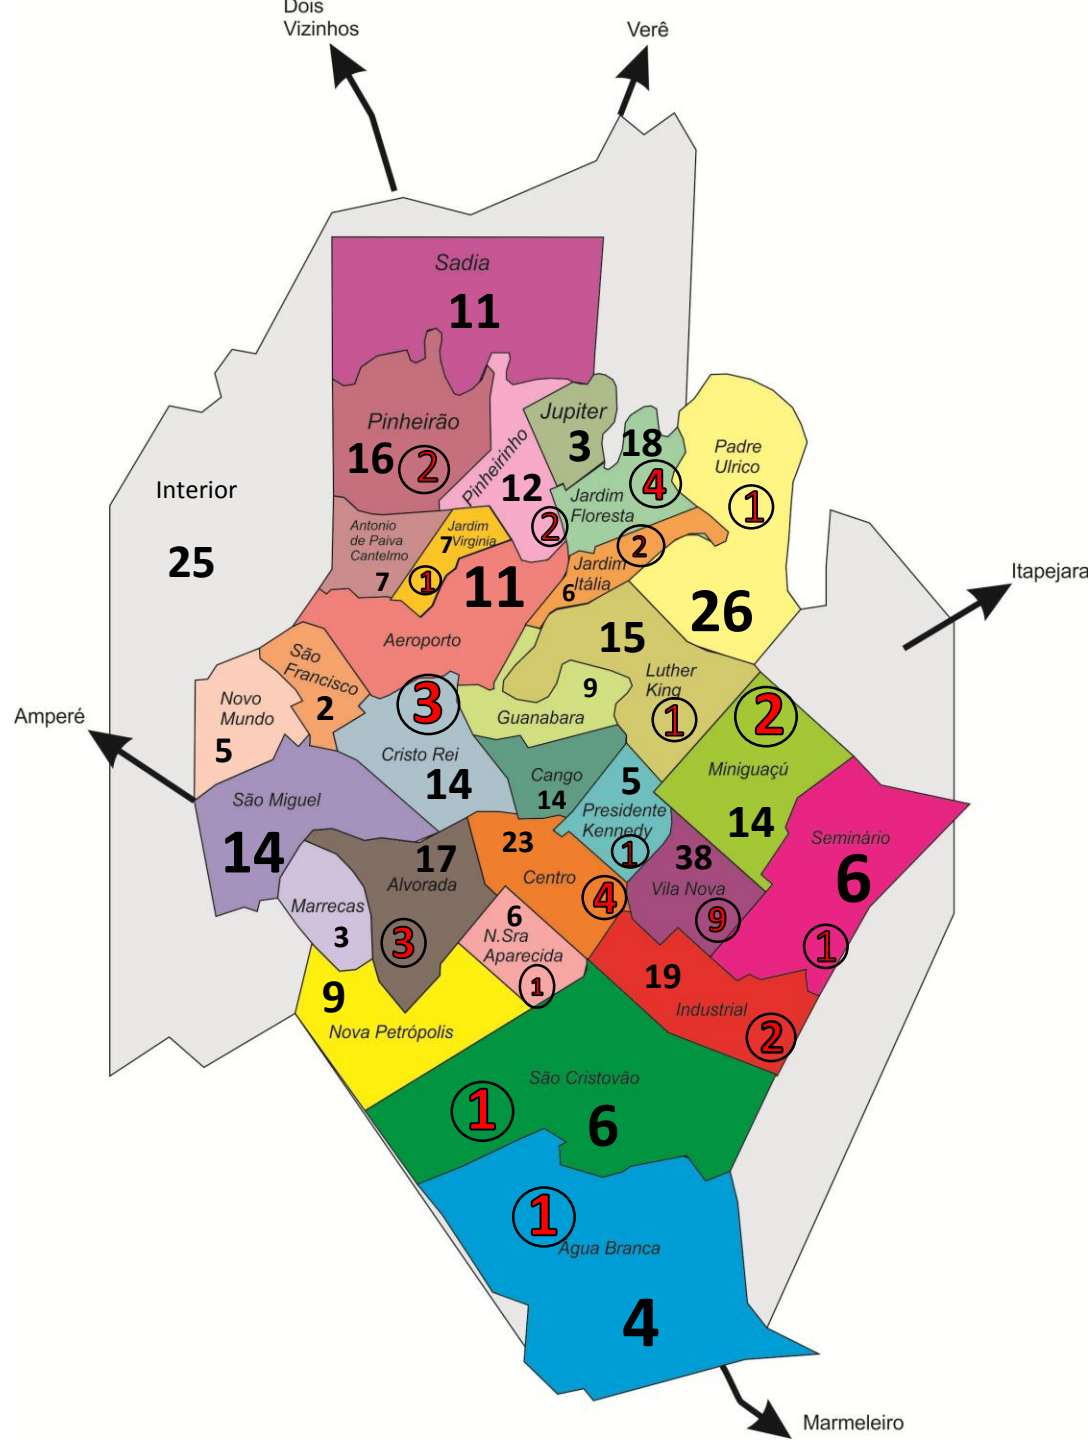 Dois
Vizinhos
Verê
Sadia
11
Pinheirão
16
2
Pinheirinho
12
2
Jupiter
3
18
4
Jardim
Floresta
Padre
Ulrico
1
26
Interior
25
Antonio
de Paiva
Cantelmo
7
Jardim
Virginia
7
1
11
Aeroporto
2
Jardim
Itália
6
Itapejara
15
Luther
King
1
9
Guanabara
São
Francisco
2
Novo
Mundo
5
Amperé
3
Cristo Rei
14
Cango
14
5
Presidente
Kennedy
1
2
Miniguaçú
14
Seminário
6
1
São Miguel
14
17
Alvorada
3
23
Centro
4
38
Vila Nova
9
Marrecas
3
6
N.Sra
Aparecida
1
19
Industrial
2
9
Nova Petrópolis
São Cristovão
1
6
1
Agua Branca
4
Marmeleiro